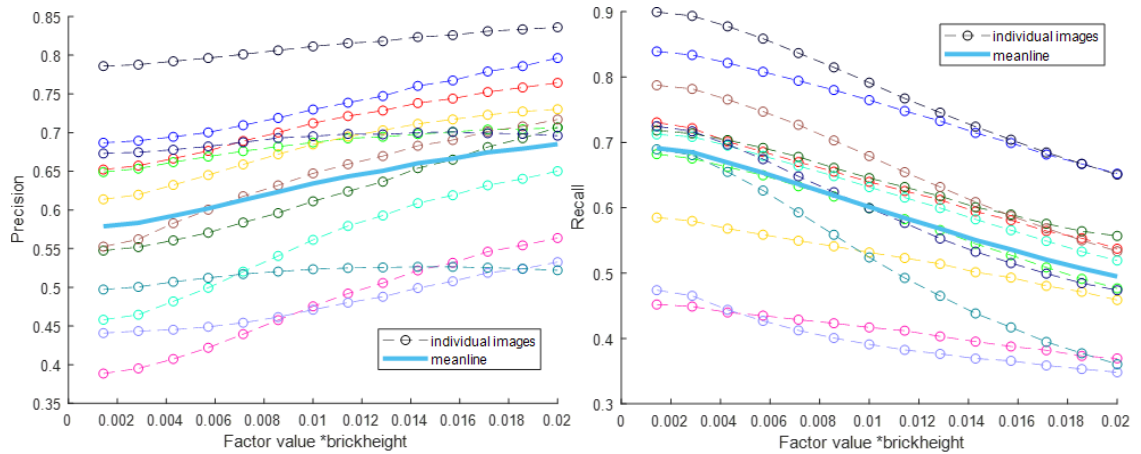 0.85
0.8
0.75
0.7
0.65
0.6
0.55
0.5
0.45
0.4
0.35
Precision
individual images
meanline
0 0.002 0.004 0.006 0.008 0.01 0.012 0.014 0.016 0.018 0.02
Factor value *brickheight
0.9
0.8
0.7
0.6
0.5
0.4
0.3
Recall
individual images
meanline
0 0.002 0.004 0.006 0.008 0.01 0.012 0.014 0.016 0.018 0.02
Factor value *brickheight